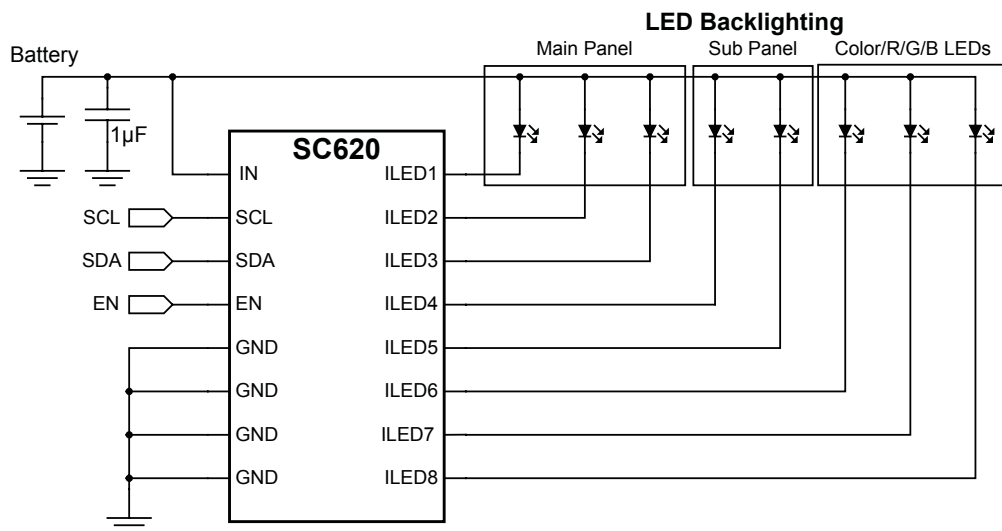 LED Backlighting
Battery
Main Panel
Sub Panel
Color/R/G/B LEDs
1µF
SC620
IN
ILED1
SCL
SCL
ILED2
SDA
SDA
ILED3
EN
EN
ILED4
GND
ILED5
GND
ILED6
GND
ILED7
GND
ILED8